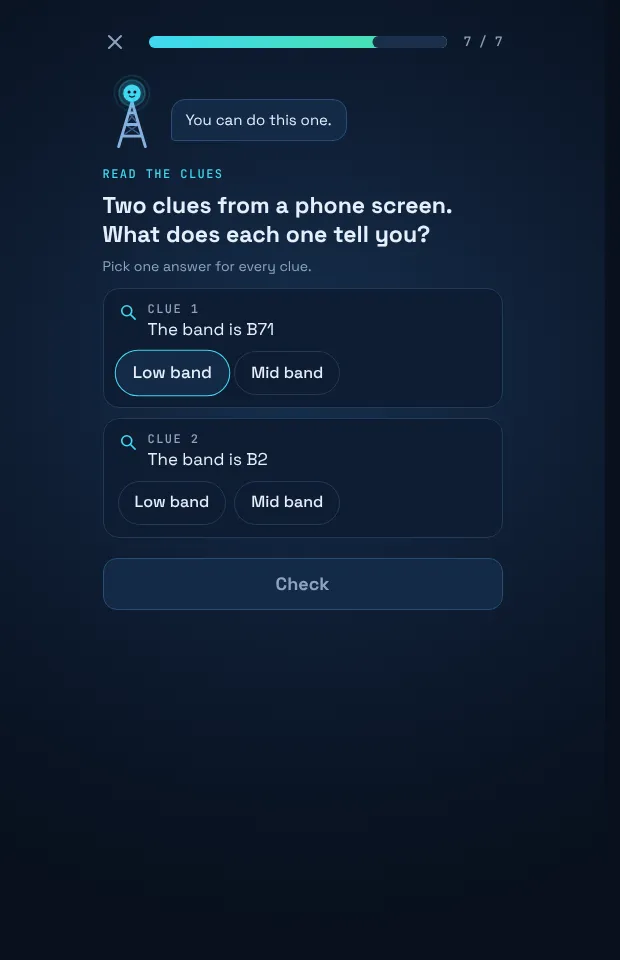 7 / 7
You can do this one.
READ THE CLUES
Two clues from a phone screen.
What does each one tell you?
Pick one answer for every clue.
CLUE 1
The band is B71
Low band Mid band
CLUE 2
The band is B2
Low band Mid band
Check